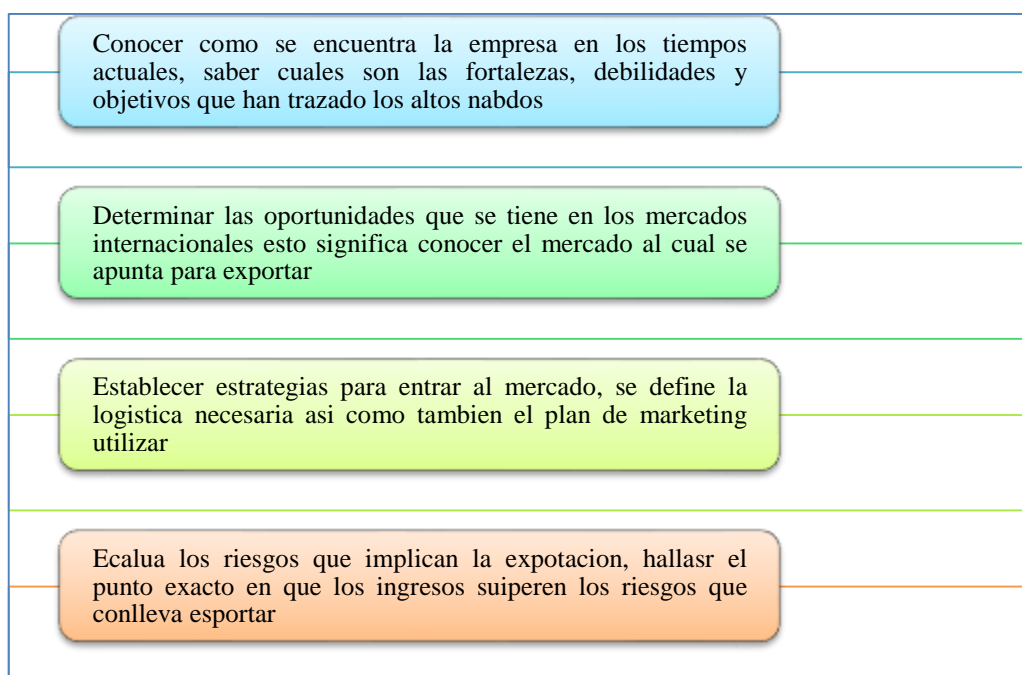 Conocer como se encuentra la empresa en los tiempos
actuales, saber cuales son las fortalezas, debilidades y
objetivos que han trazado los altos nabdos
Determinar las oportunidades que se tiene en los mercados
internacionales esto significa conocer el mercado al cual se
apunta para exportar
Establecer estrategias para entrar al mercado, se define la
logistica necesaria asi como tambien el plan de marketing
utilizar
Ecalua los riesgos que implican la expotacion, hallasr el
punto exacto en que los ingresos suiperen los riesgos que
conlleva esportar